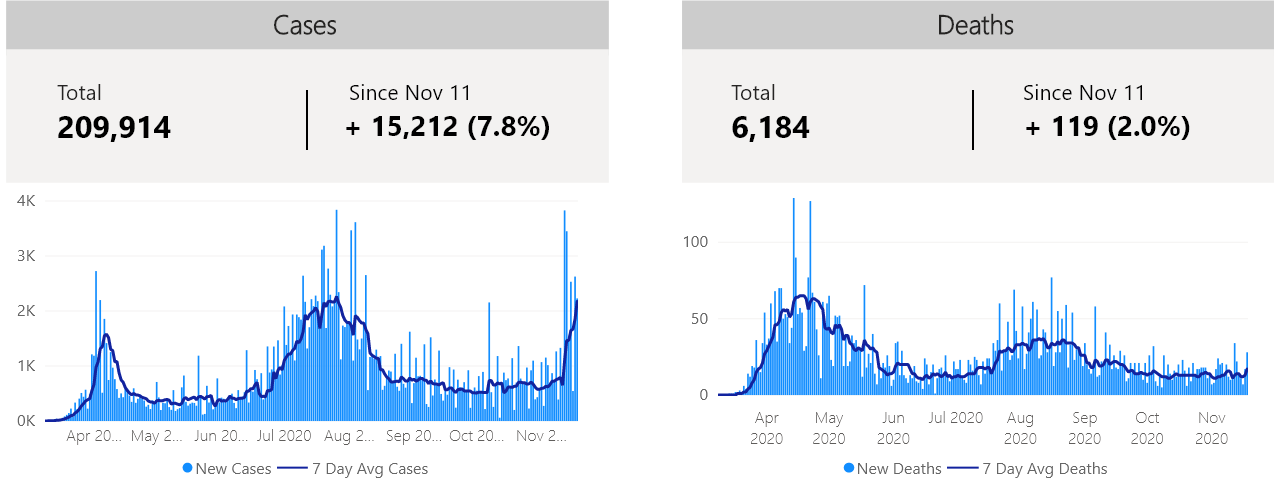 Cases
Total
209,914
Since Nov 11
+ 15,212 (7.8%)
4K
3K
2K
1K
0K
Apr 20... May 2... Jun 20... Jul 2020 Aug 2... Sep 20... Oct 20... Nov 2...
New Cases 7 Day Avg Cases
Deaths
Total
6,184
Since Nov 11
+ 119 (2.0%)
100
50
0
Apr 2020
May 2020
Jun 2020
Jul 2020
Aug 2020
Sep 2020
Oct 2020
Nov 2020
New Deaths 7 Day Avg Deaths